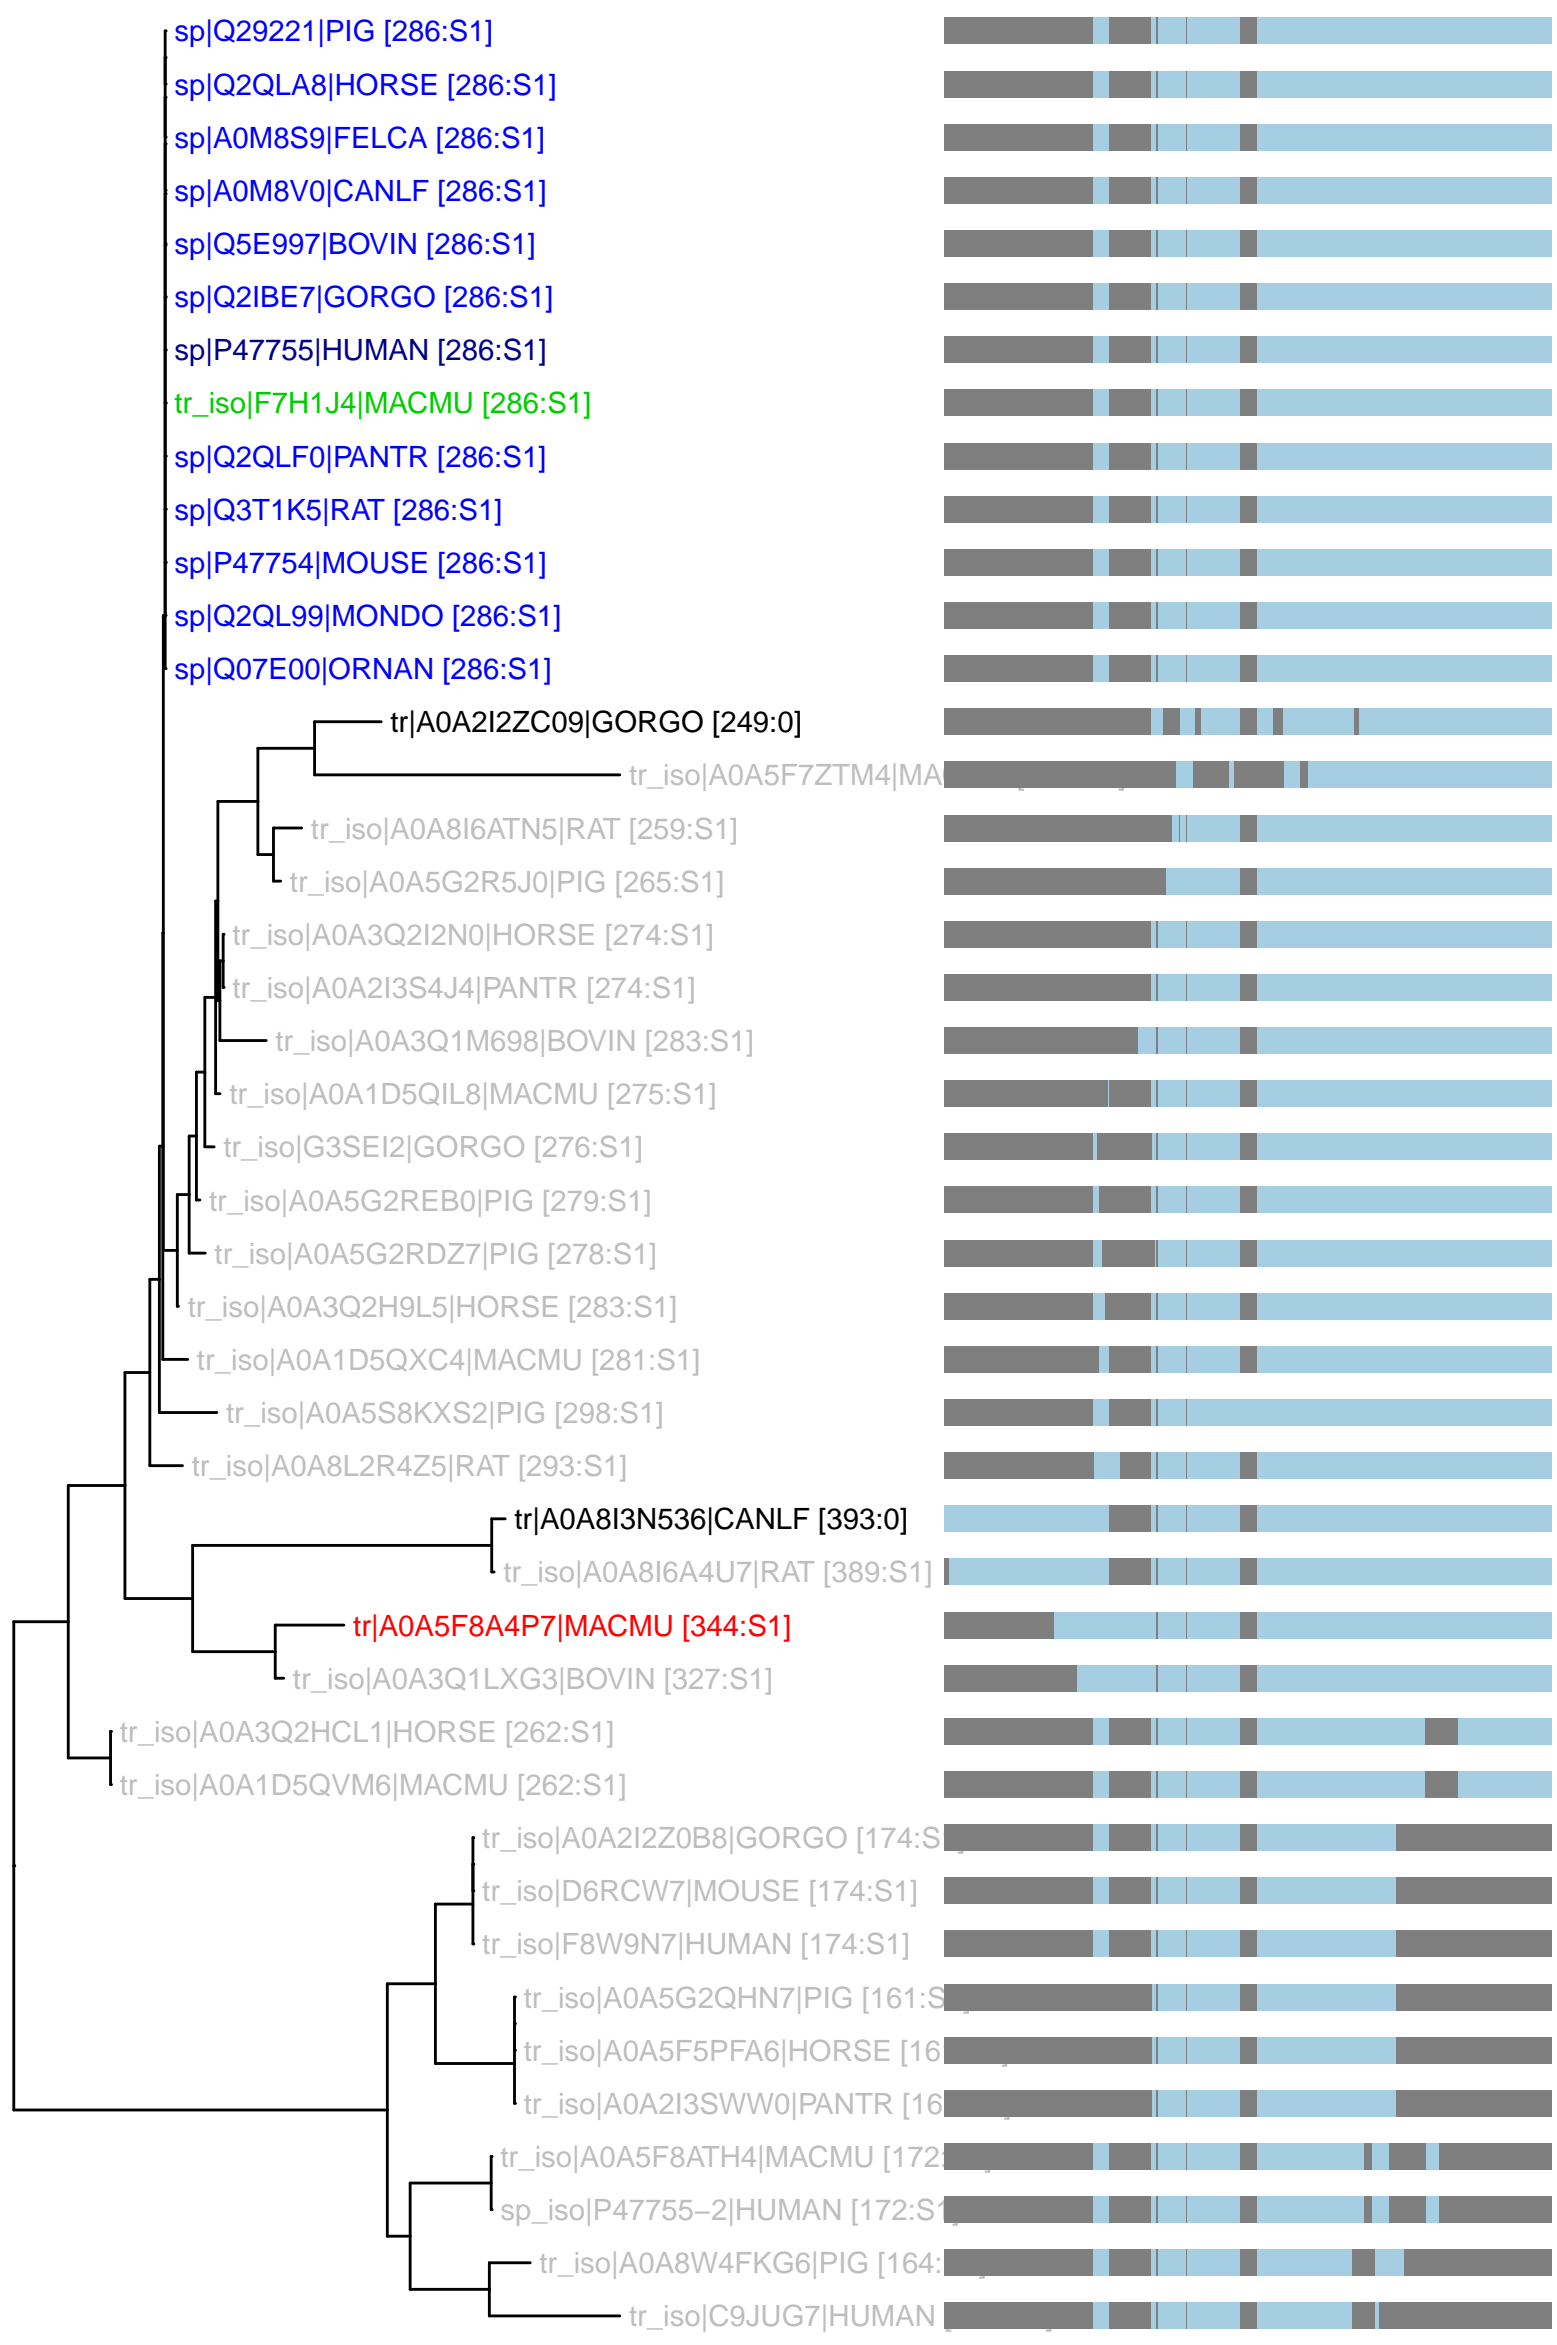 sp|Q29221|PIG [286:S1]
sp|Q2QLA8|HORSE [286:S1]
sp|A0M8S9|FELCA [286:S1]
sp|A0M8V0|CANLF [286:S1]
sp|Q5E997|BOVIN [286:S1]
sp|Q2IBE7|GORGO [286:S1]
sp|P47755|HUMAN [286:S1]
tr_iso|F7H1J4|MACMU [286:S1]
sp|Q2QLF0|PANTR [286:S1]
sp|Q3T1K5|RAT [286:S1]
sp|P47754|MOUSE [286:S1]
sp|Q2QL99|MONDO [286:S1]
sp|Q07E00|ORNAN [286:S1]
tr|A0A2I2ZC09|GORGO [249:0]
tr_iso|A0A5F7ZTM4|MA
tr_iso|A0A8I6ATN5|RAT [259:S1]
tr_iso|A0A5G2R5J0|PIG [265:S1]
tr_iso|A0A3Q2I2N0|HORSE [274:S1]
tr_iso|A0A2I3S4J4|PANTR [274:S1]
tr_iso|A0A3Q1M698|BOVIN [283:S1]
tr_iso|A0A1D5QIL8|MACMU [275:S1]
tr_iso|G3SEI2|GORGO [276:S1]
tr_iso|A0A5G2REB0|PIG [279:S1]
tr_iso|A0A5G2RDZ7|PIG [278:S1]
tr_iso|A0A3Q2H9L5|HORSE [283:S1]
tr_iso|A0A1D5QXC4|MACMU [281:S1]
tr_iso|A0A5S8KXS2|PIG [298:S1]
tr_iso|A0A8L2R4Z5|RAT [293:S1]
tr|A0A8I3N536|CANLF [393:0]
tr_iso|A0A8I6A4U7|RAT [389:S1]
tr|A0A5F8A4P7|MACMU [344:S1]
tr_iso|A0A3Q1LXG3|BOVIN [327:S1]
tr_iso|A0A3Q2HCL1|HORSE [262:S1]
tr_iso|A0A1D5QVM6|MACMU [262:S1]
tr_iso|A0A2I2Z0B8|GORGO [174:S
tr_iso|D6RCW7|MOUSE [174:S1]
tr_iso|F8W9N7|HUMAN [174:S1]
tr_iso|A0A5G2QHN7|PIG [161:S
tr_iso|A0A5F5PFA6|HORSE [16
tr_iso|A0A2I3SWW0|PANTR [16
tr_iso|A0A5F8ATH4|MACMU [172:
sp_iso|P47755−2|HUMAN [172:S1
tr_iso|A0A8W4FKG6|PIG [164:
tr_iso|C9JUG7|HUMAN